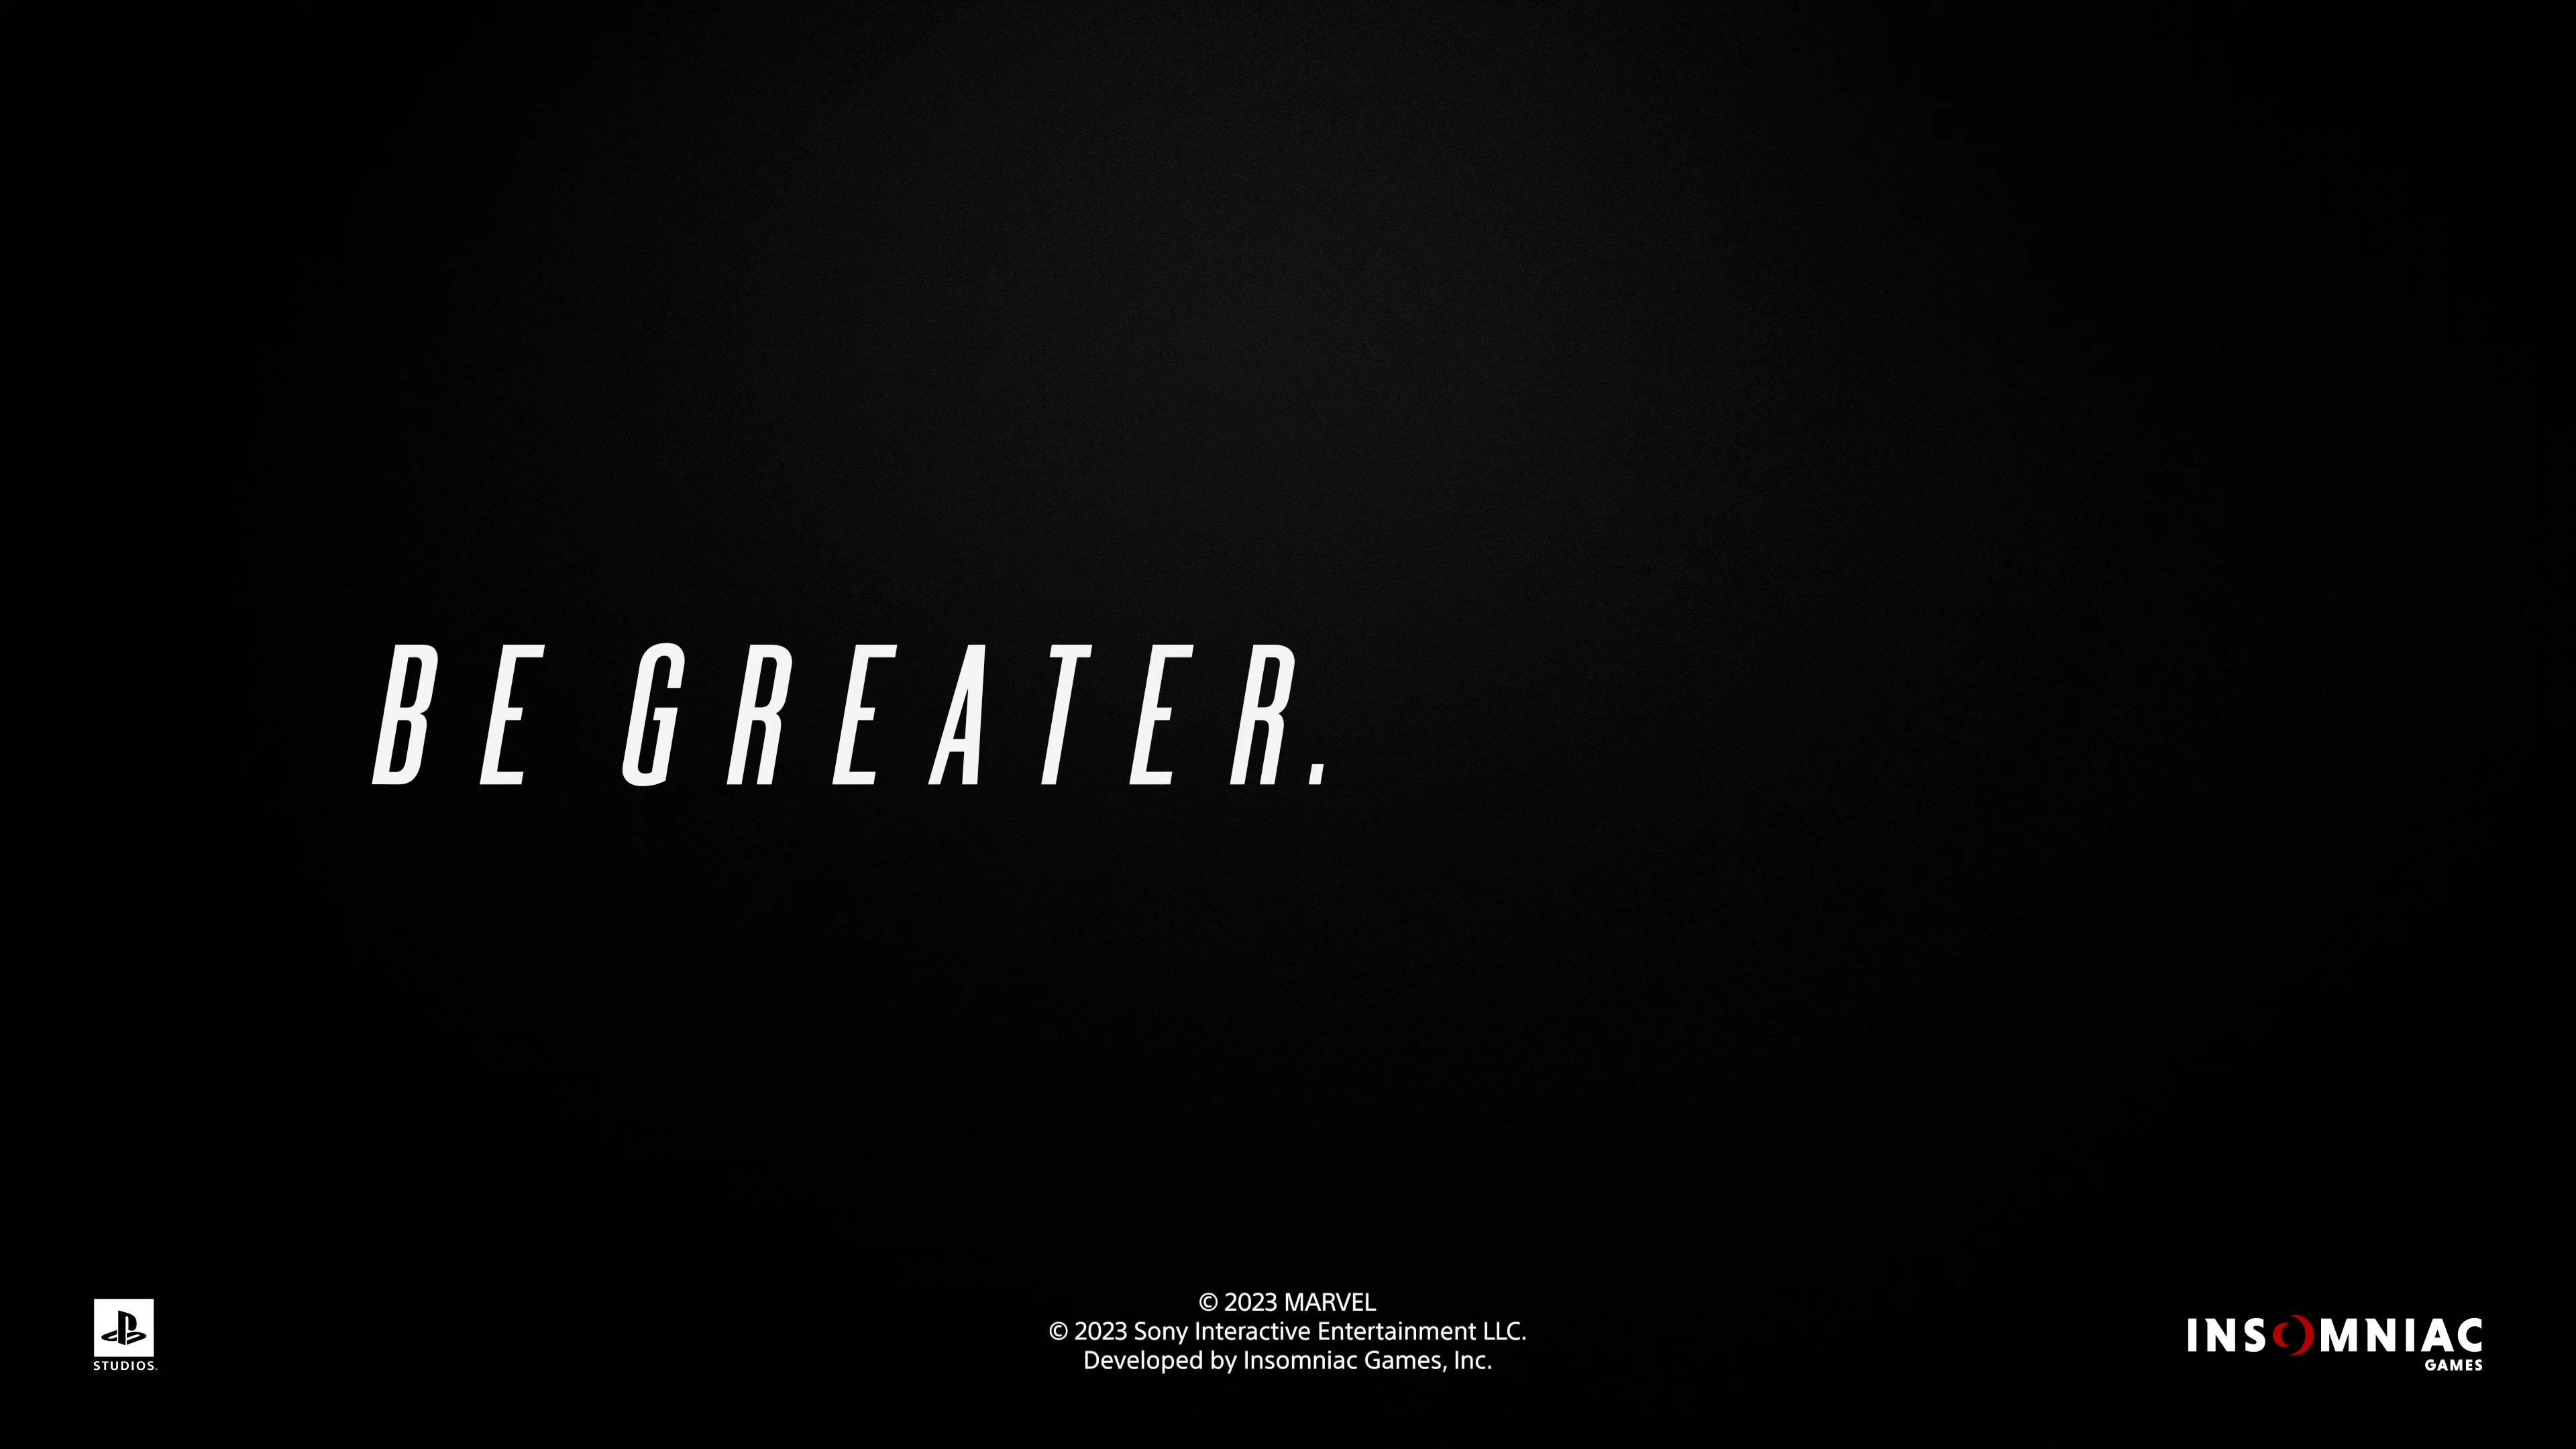 BE GREATER.
© 2023 MARVEL
© 2023 Sony Interactive Entertainment LLC.
Developed by Insomniac Games, Inc.
STUDIOS
INSOMNIAC
GAMES